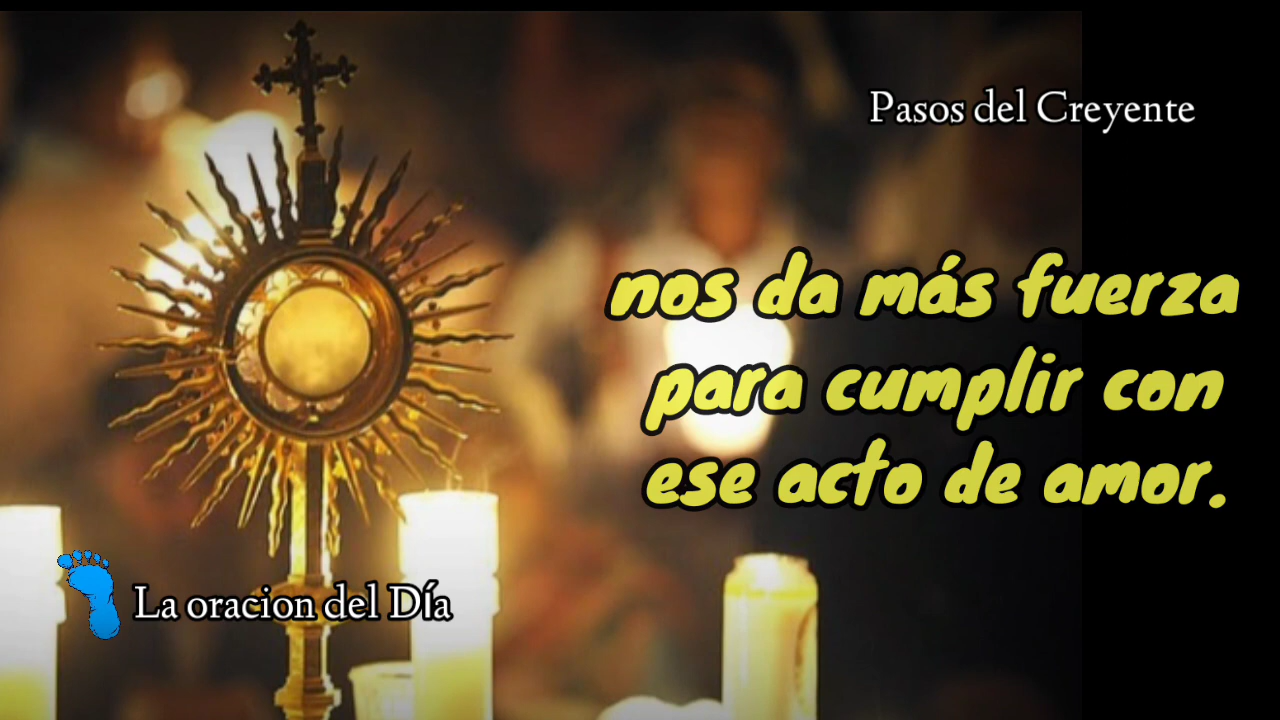 Pasos del Creyente
nos da más fuerza
para cumplir con
ese acto de amor.
La oracion del Día